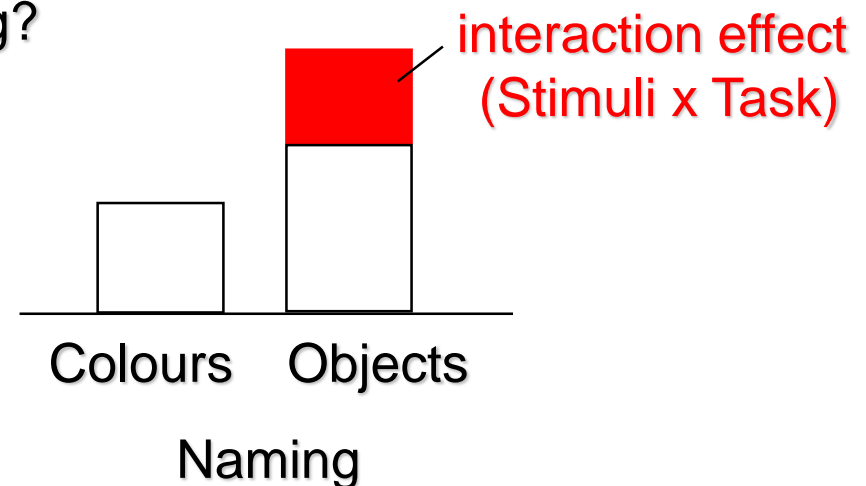 g?
interaction effect
(Stimuli x Task)
Colours Objects
Naming